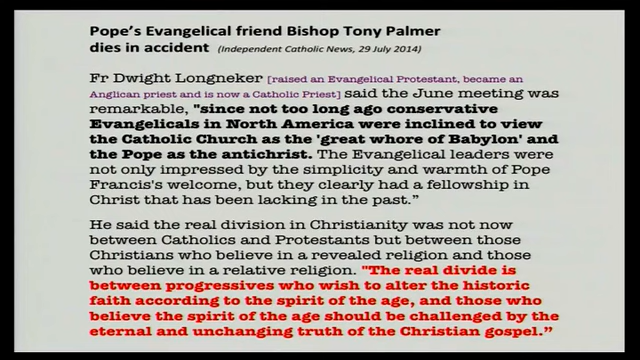 Pope's Evangelical friend Bishop Tony Palmer
dies in accident (Independent Catholic News, 29 July 2014)
Fr Dwight Longneker [raised an Evangelical Protestant, became an
Anglican priest and is now a Catholic Priest] said the June meeting was
remarkable, "since not too long ago conservative
Evangelicals in North America were inclined to view
the Catholic Church as the 'great whore of Babylon' and
the Pope as the antichrist. The Evangelical leaders were
not only impressed by the simplicity and warmth of Pope
Francis's welcome, but they clearly had a fellowship in
Christ that has been lacking in the past."
He said the real division in Christianity was not now
between Catholics and Protestants but between those
Christians who believe in a revealed religion and those
who believe in a relative religion. "The real divide is
between progressives who wish to alter the historic
faith according to the spirit of the age, and those who
believe the spirit of the age should be challenged by the
eternal and unchanging truth of the Christian gospel."